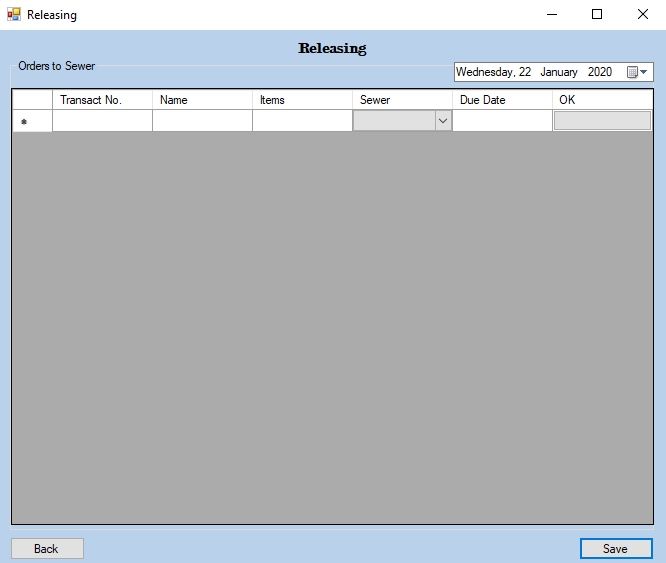 Releasing
Releasing
Orders to Sewer
Wednesday, 22 January 2020
Transact No. Name Items Sewer Due Date OK
Back Save